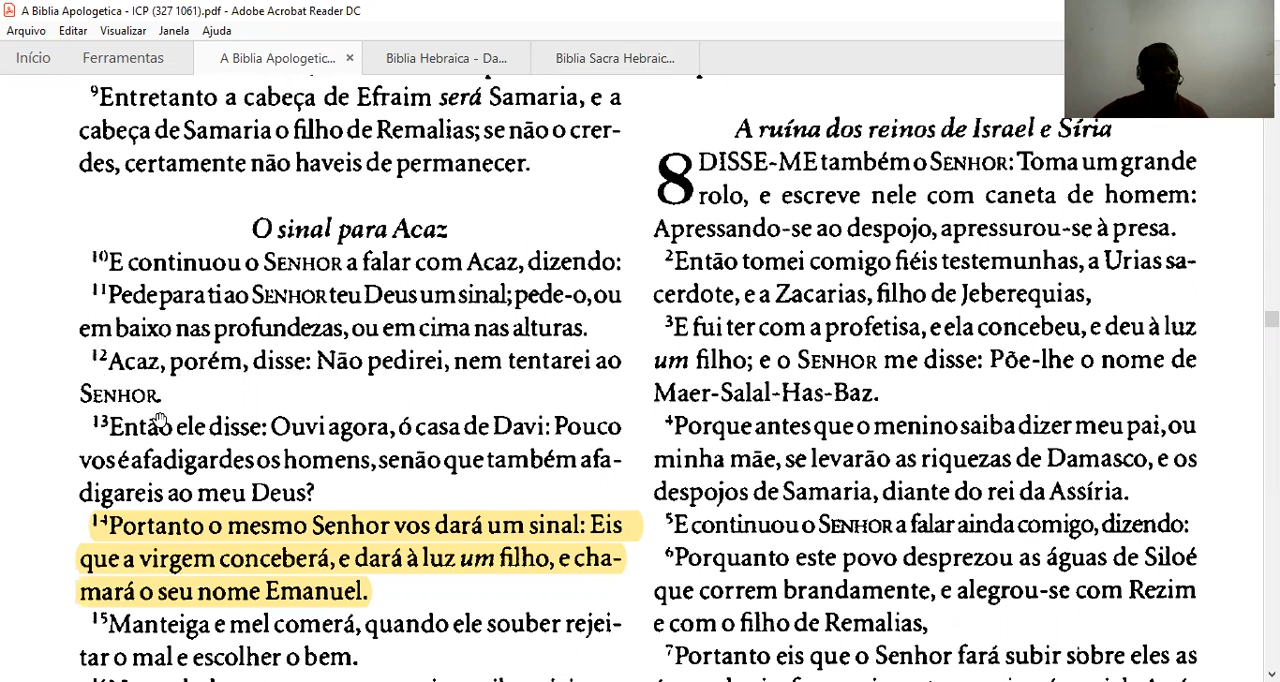 A Biblia Apologetica - ICP (327 1061).pdf - Adobe Acrobat Reader DC
Arquivo Editar Visualizar Janela Ajuda
Início Ferramentas A Biblia Apologetic... × Biblia Hebraica - Da... Biblia Sacra Hebraic...
⁹Entretanto a cabeça de Efraim será Samaria, e a
cabeça de Samaria o filho de Remalias; se não o crer-
des, certamente não haveis de permanecer.
O sinal para Acaz
¹⁰E continuou o SENHOR a falar com Acaz, dizendo:
¹¹Pede para ti ao SENHOR teu Deus um sinal; pede-o, ou
em baixo nas profundezas, ou em cima nas alturas.
¹²Acaz, porém, disse: Não pedirei, nem tentarei ao
SENHOR.
¹³Então ele disse: Ouvi agora, ó casa de Davi: Pouco
vos é afadigardes os homens, senão que também afa-
digareis ao meu Deus?
¹⁴Portanto o mesmo Senhor vos dará um sinal: Eis
que a virgem conceberá, e dará à luz um filho, e cha-
mará o seu nome Emanuel.
¹⁵Manteiga e mel comerá, quando ele souber rejei-
tar o mal e escolher o bem.
A ruína dos reinos de Israel e Síria
8 DISSE-ME também o SENHOR: Toma um grande
rolo, e escreve nele com caneta de homem:
Apressando-se ao despojo, apressurou-se à presa.
²Então tomei comigo fiéis testemunhas, a Urias sa-
cerdote, e a Zacarias, filho de Jeberequias,
³E fui ter com a profetisa, e ela concebeu, e deu à luz
um filho; e o SENHOR me disse: Põe-lhe o nome de
Maer-Salal-Has-Baz.
⁴Porque antes que o menino saiba dizer meu pai, ou
minha mãe, se levarão as riquezas de Damasco, e os
despojos de Samaria, diante do rei da Assíria.
⁵E continuou o SENHOR a falar ainda comigo, dizendo:
⁶Porquanto este povo desprezou as águas de Siloé
que correm brandamente, e alegrou-se com Rezim
e com o filho de Remalias,
⁷Portanto eis que o Senhor fará subir sobre eles as